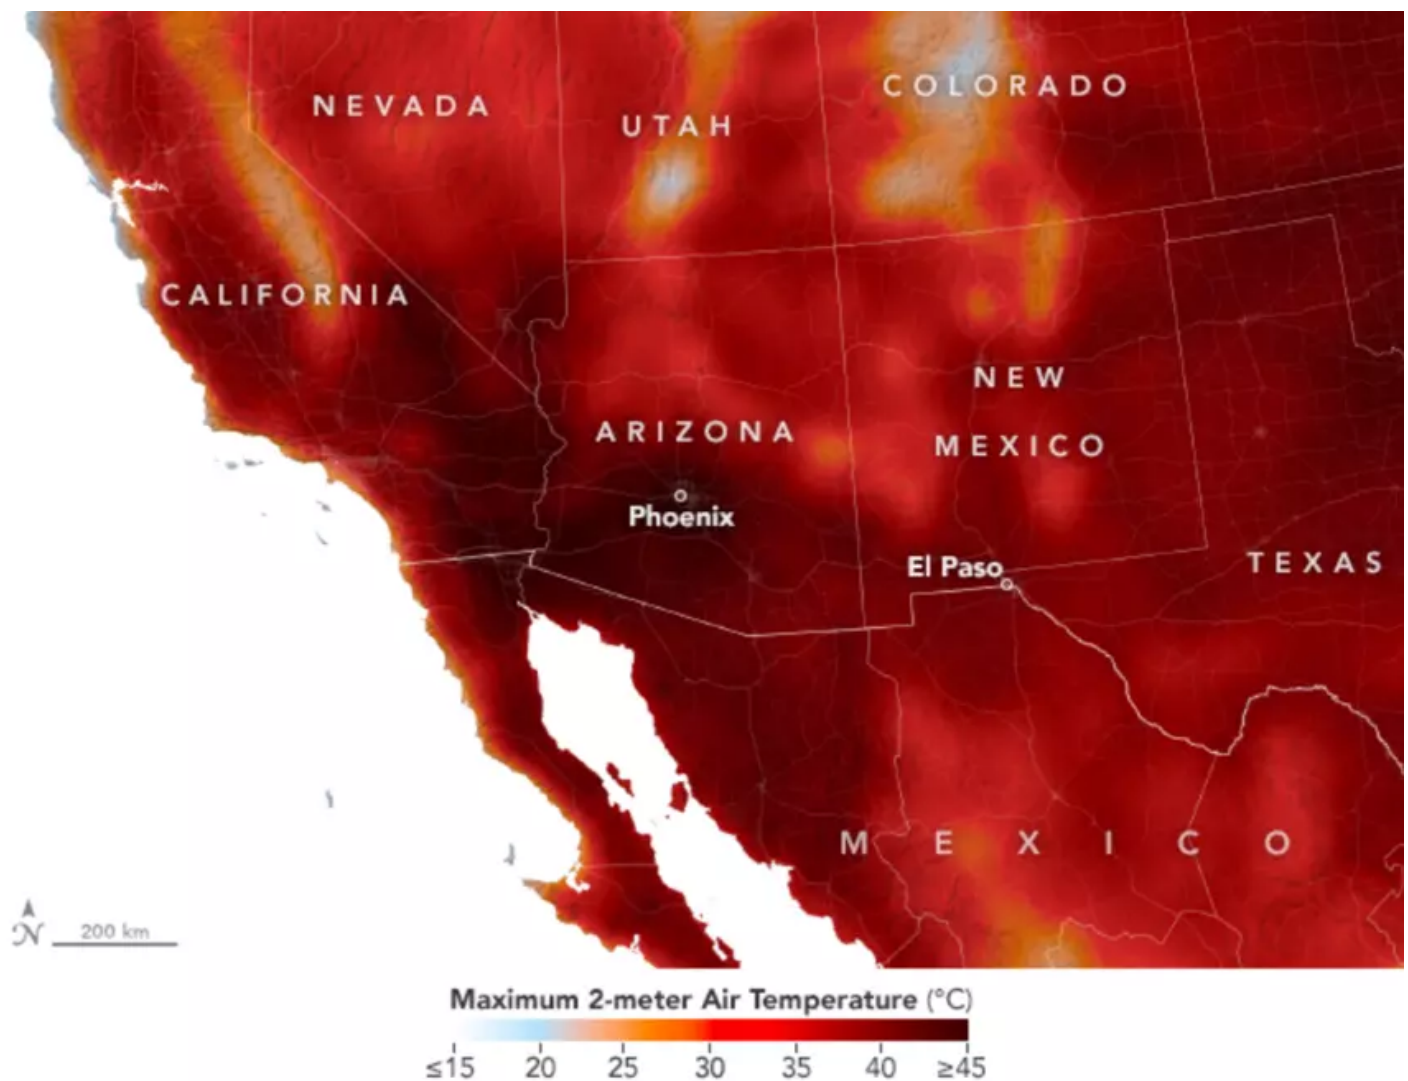 COLORADO
NEVADA
UTAH
CALIFORNIA
NEW
ARIZONA
MEXICO
Phoenix
El Paso
TEXAS
MEXICO
N
200 km
Maximum 2-meter Air Temperature (°C)
≤15 20 25 30 35 40 ≥45